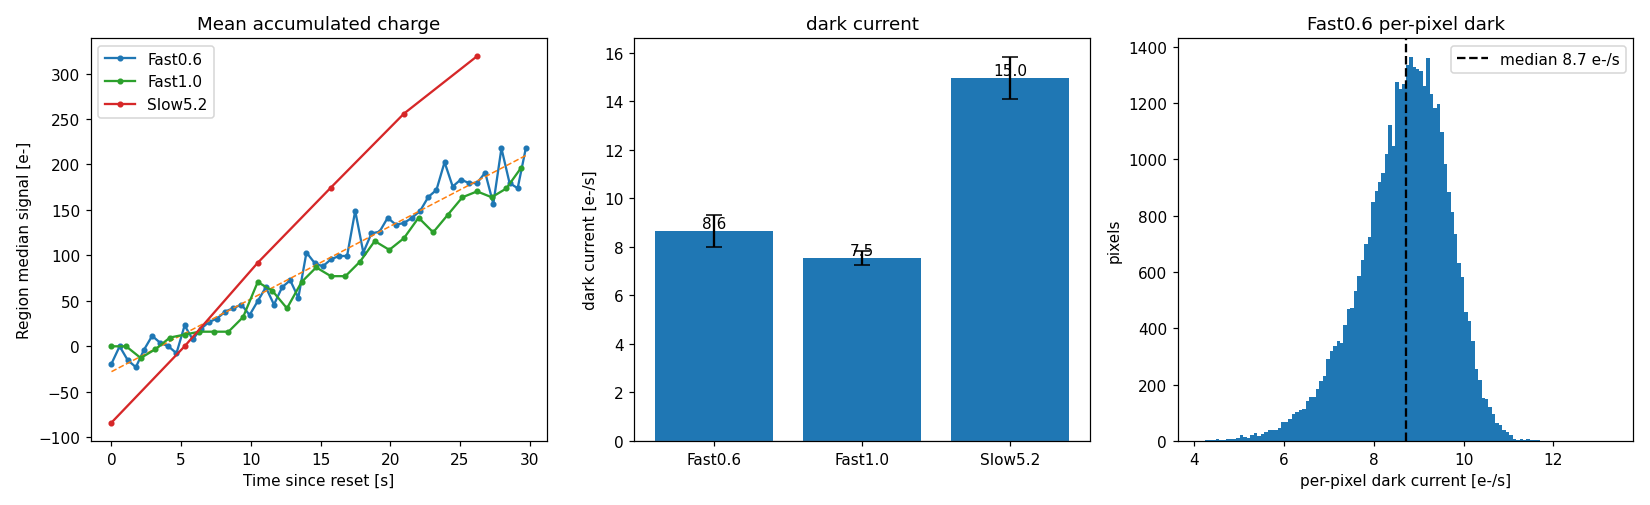 Mean accumulated charge
Region median signal [e-]
300
250
200
150
100
50
0
−50
−100
Fast0.6
Fast1.0
Slow5.2
0 5 10 15 20 25 30
Time since reset [s]
dark current
dark current [e-/s]
16
14
12
10
8
6
4
2
0
8.6
7.5
15.0
Fast0.6 Fast1.0 Slow5.2
Fast0.6 per-pixel dark
pixels
1400
1200
1000
800
600
400
200
0
median 8.7 e-/s
4 6 8 10 12
per-pixel dark current [e-/s]